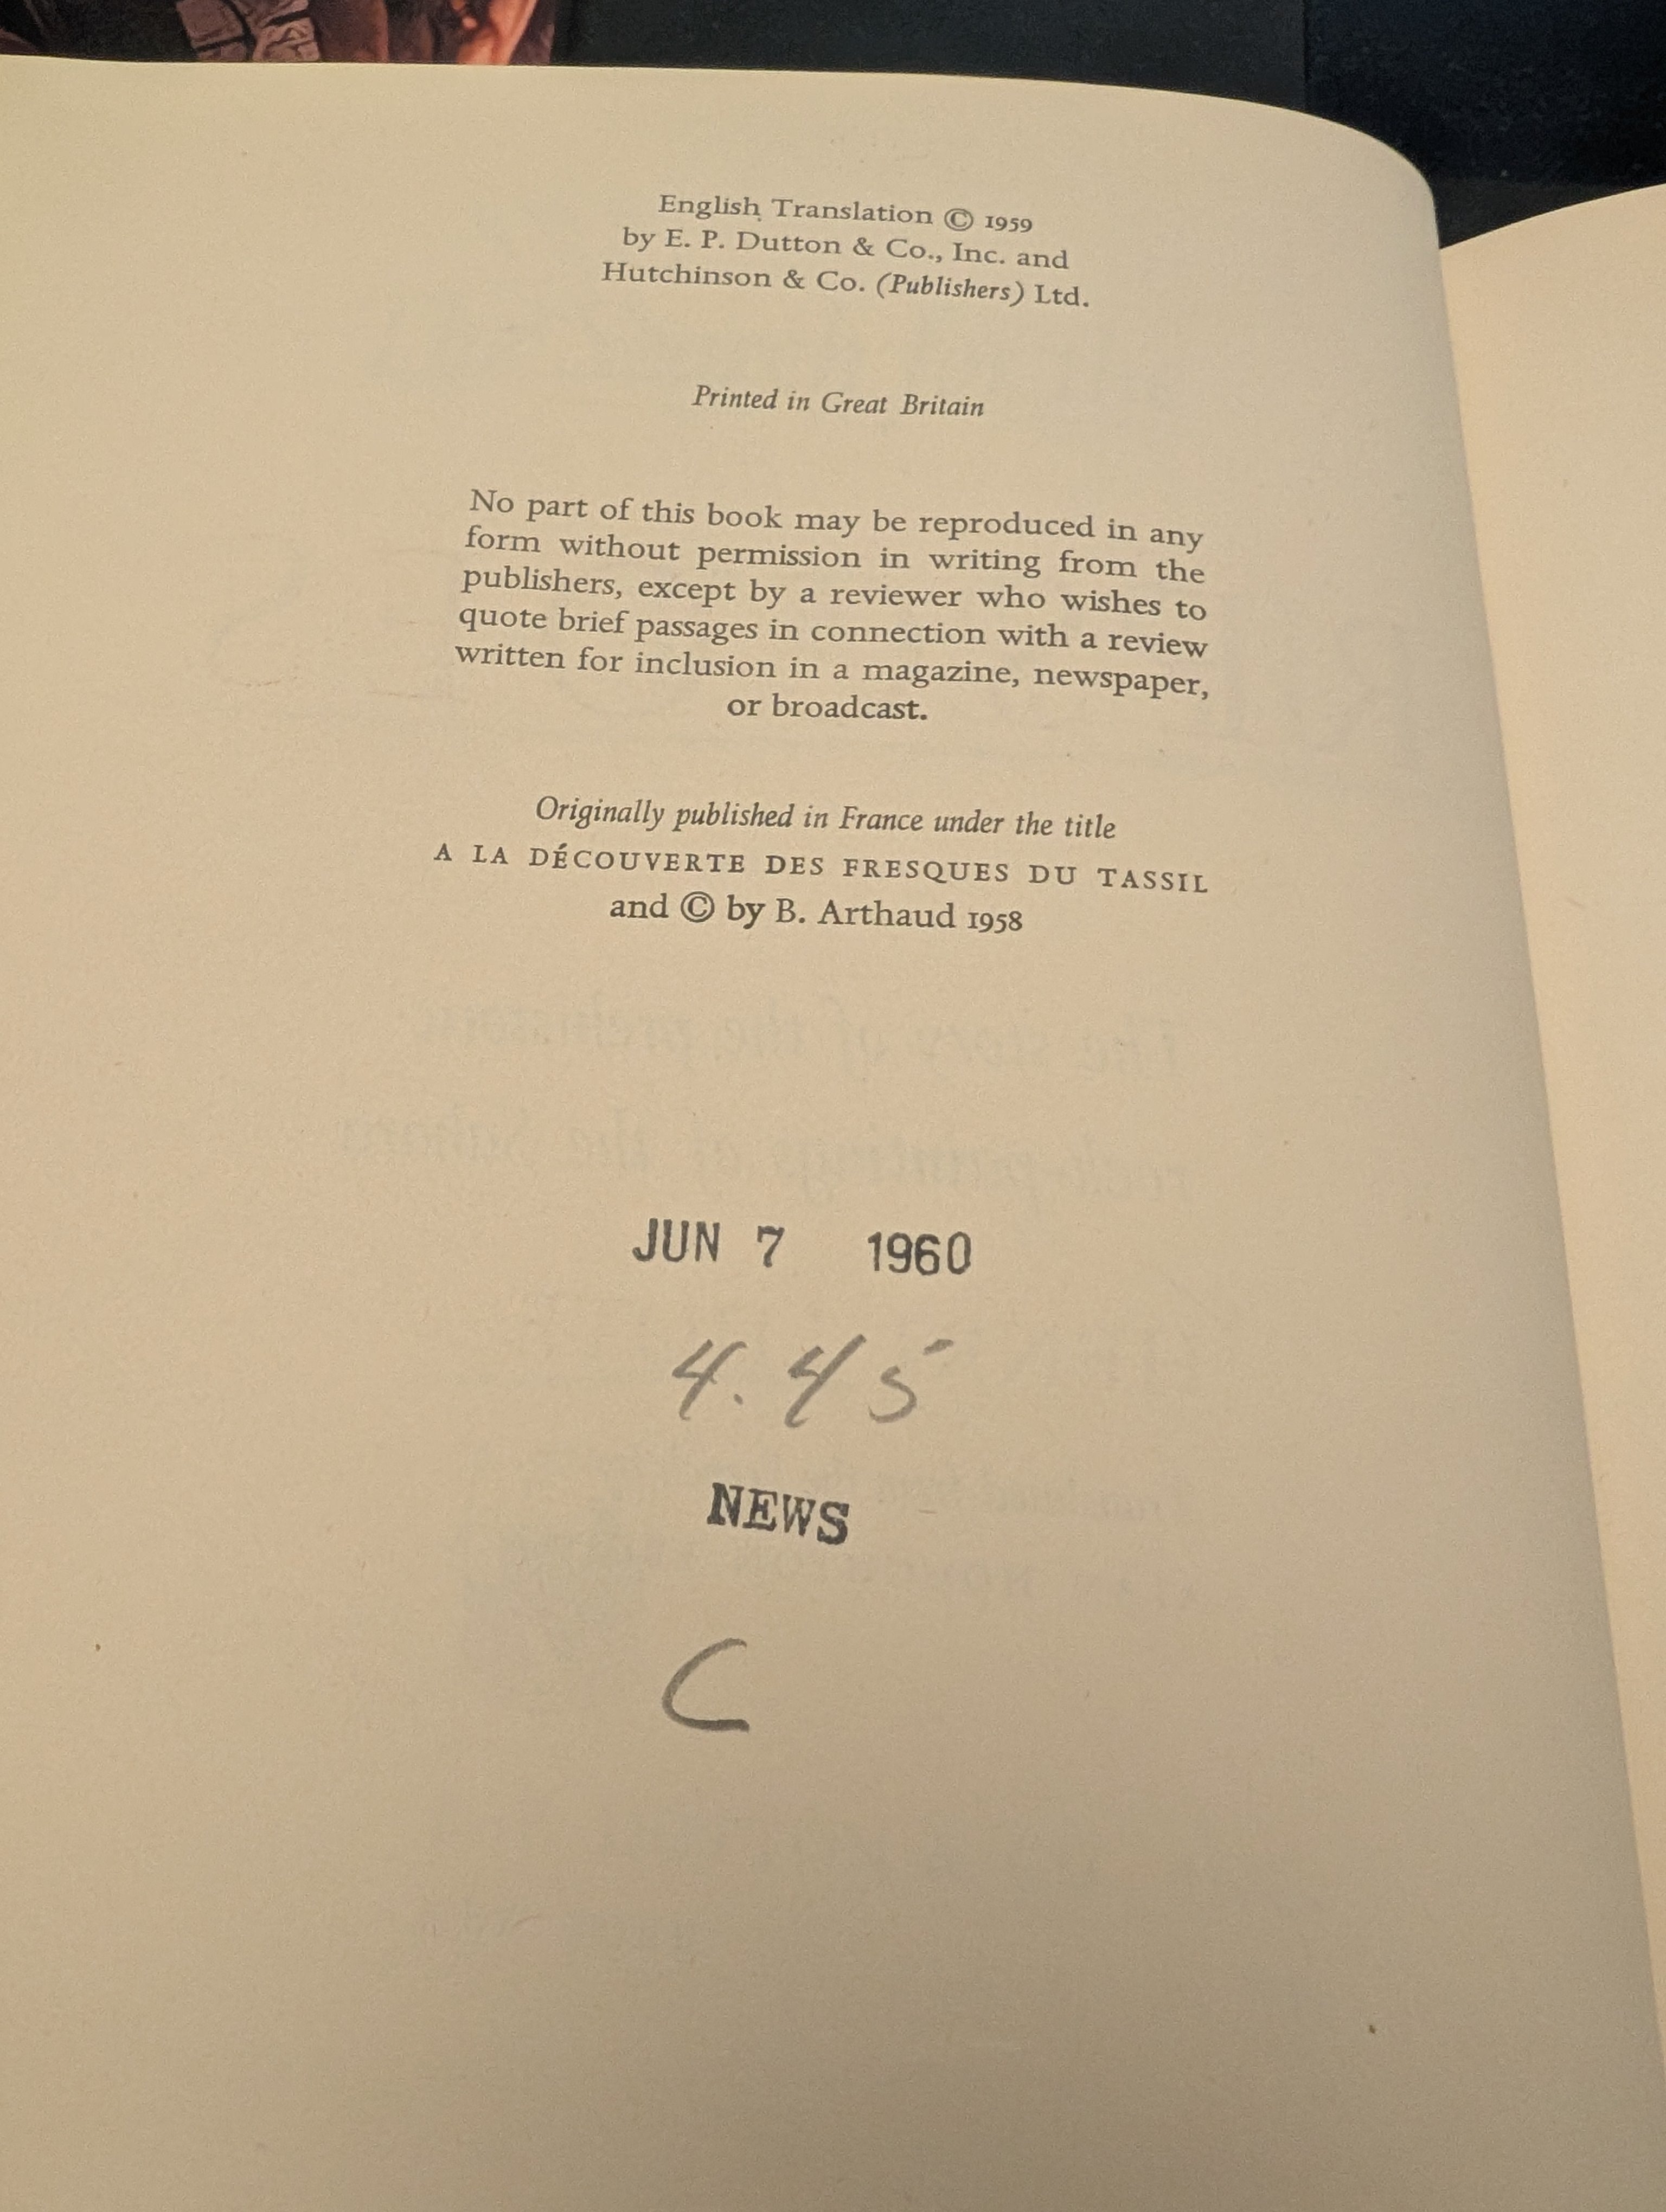 English Translation © 1959
by E. P. Dutton & Co., Inc. and
Hutchinson & Co. (Publishers) Ltd.
Printed in Great Britain
No part of this book may be reproduced in any
form without permission in writing from the
publishers, except by a reviewer who wishes to
quote brief passages in connection with a review
written for inclusion in a magazine, newspaper,
or broadcast.
Originally published in France under the title
A LA DÉCOUVERTE DES FRESQUES DU TASSIL
and © by B. Arthaud 1958
JUN 7 1960
4.45
NEWS
C